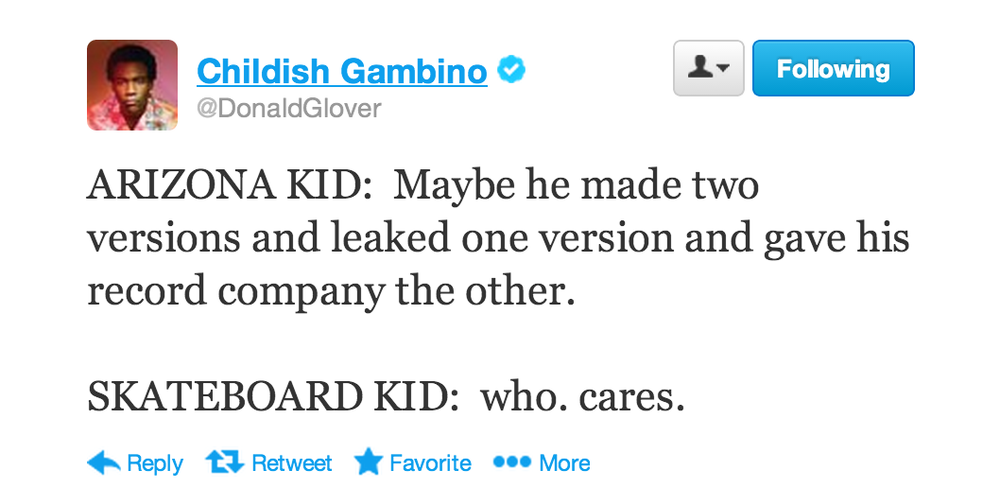 Childish Gambino
Following
@DonaldGlover
ARIZONA KID:  Maybe he made two
versions and leaked one version and gave his
record company the other.
SKATEBOARD KID:  who. cares.
Reply Retweet Favorite More